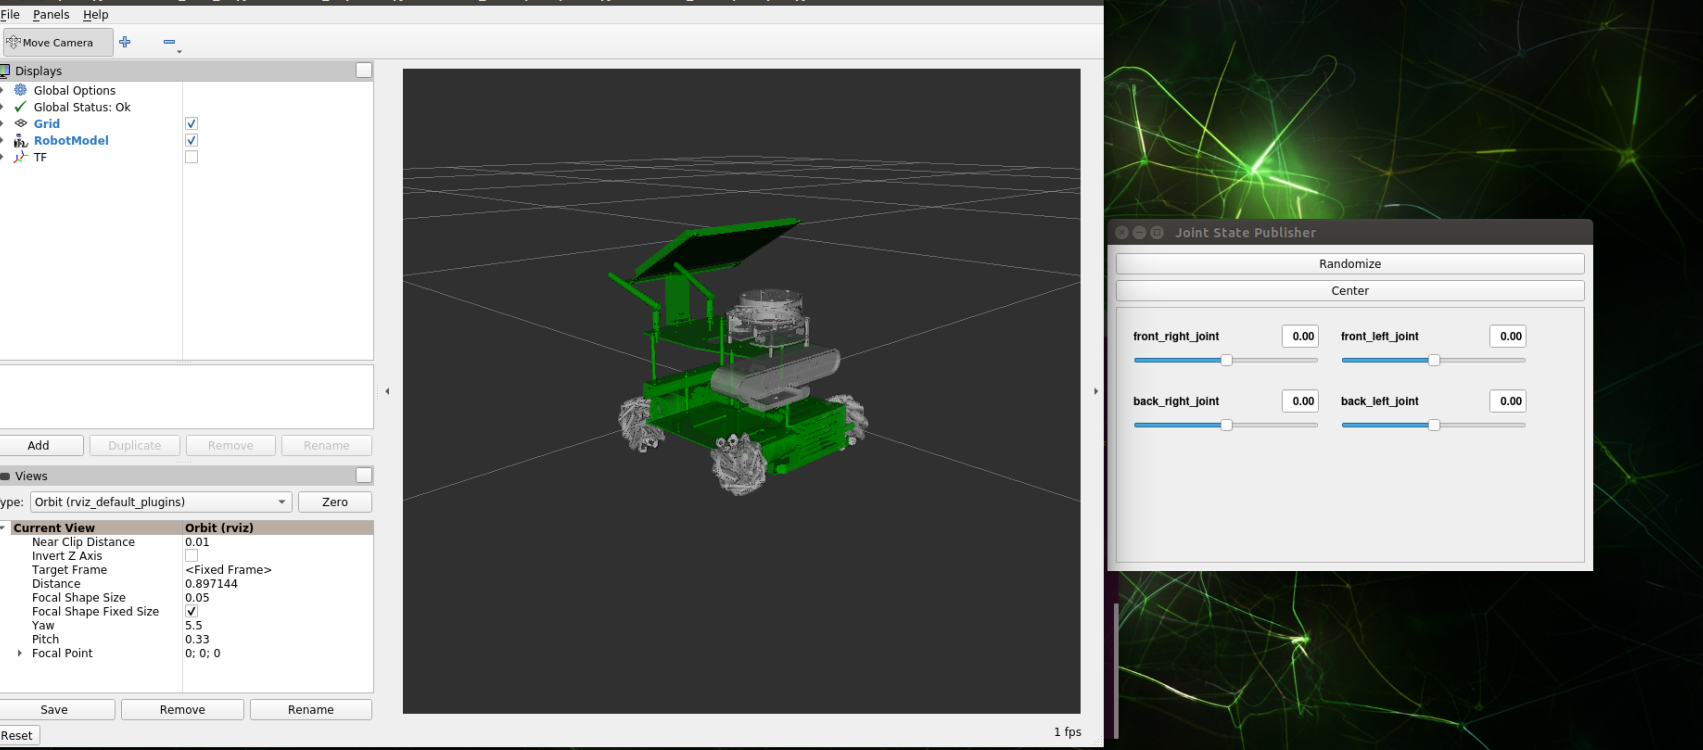 File Panels Help
Move Camera
Displays
Global Options
Global Status: Ok
Grid
RobotModel
TF
Add Duplicate Remove Rename
Views
ype: Orbit (rviz_default_plugins) Zero
Current View Orbit (rviz)
Near Clip Distance 0.01
Invert Z Axis
Target Frame <Fixed Frame>
Distance 0.897144
Focal Shape Size 0.05
Focal Shape Fixed Size
Yaw 5.5
Pitch 0.33
Focal Point 0; 0; 0
Save Remove Rename
Reset
1 fps
Joint State Publisher
Randomize
Center
front_right_joint 0.00 front_left_joint 0.00
back_right_joint 0.00 back_left_joint 0.00